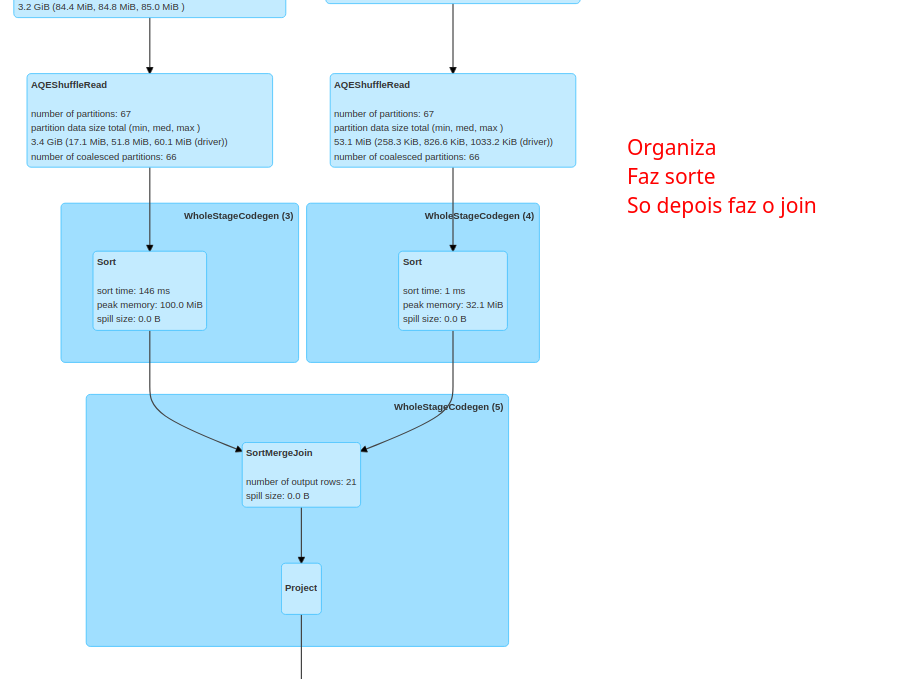 3.2 GiB (84.4 MiB, 84.8 MiB, 85.0 MiB )
AQEShuffleRead
number of partitions: 67
partition data size total (min, med, max )
3.4 GiB (17.1 MiB, 51.8 MiB, 60.1 MiB (driver))
number of coalesced partitions: 66
AQEShuffleRead
number of partitions: 67
partition data size total (min, med, max )
53.1 MiB (258.3 KiB, 826.6 KiB, 1033.2 KiB (driver))
number of coalesced partitions: 66
Organiza
Faz sorte
So depois faz o join
WholeStageCodegen (3)
Sort
sort time: 146 ms
peak memory: 100.0 MiB
spill size: 0.0 B
WholeStageCodegen (4)
Sort
sort time: 1 ms
peak memory: 32.1 MiB
spill size: 0.0 B
WholeStageCodegen (5)
SortMergeJoin
number of output rows: 21
spill size: 0.0 B
Project